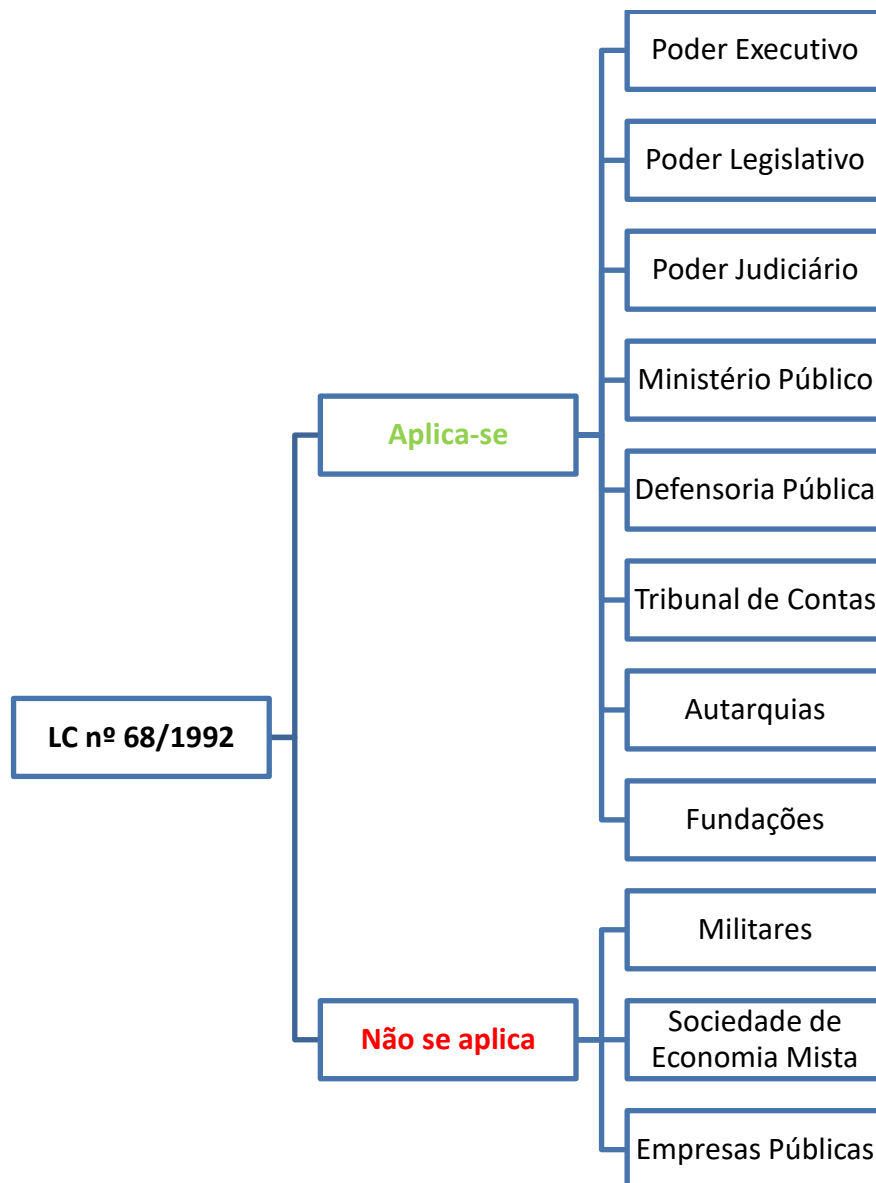 Poder Executivo
Poder Legislativo
Poder Judiciário
Ministério Público
Aplica-se
Defensoria Pública
Tribunal de Contas
Autarquias
LC nº 68/1992
Fundações
Militares
Não se aplica
Sociedade de
Economia Mista
Empresas Públicas